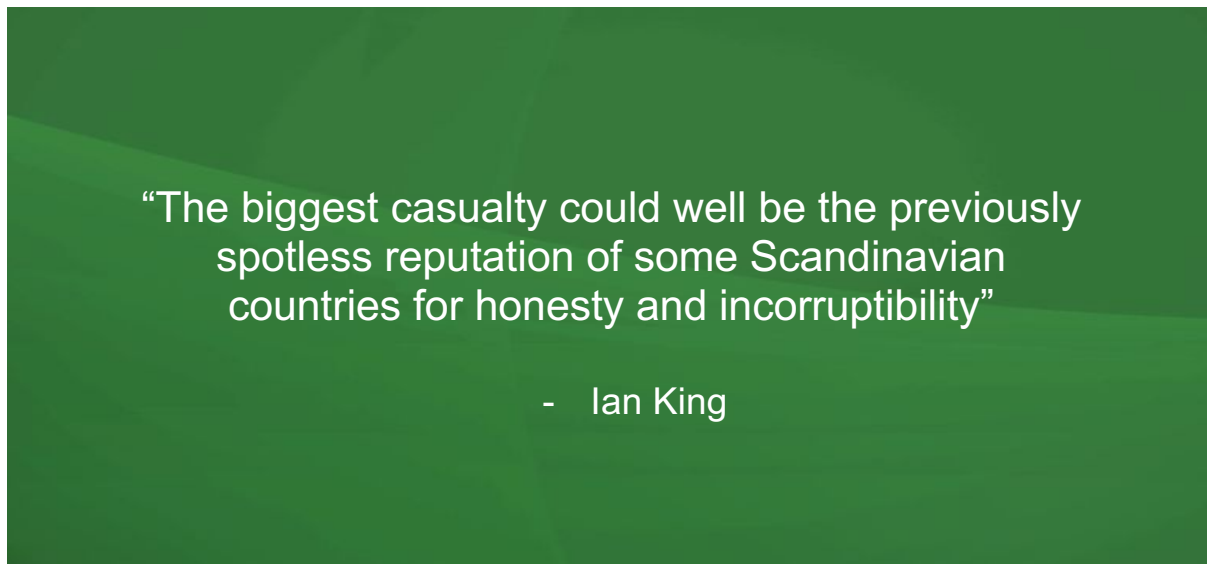 “The biggest casualty could well be the previously
spotless reputation of some Scandinavian
countries for honesty and incorruptibility”
- Ian King